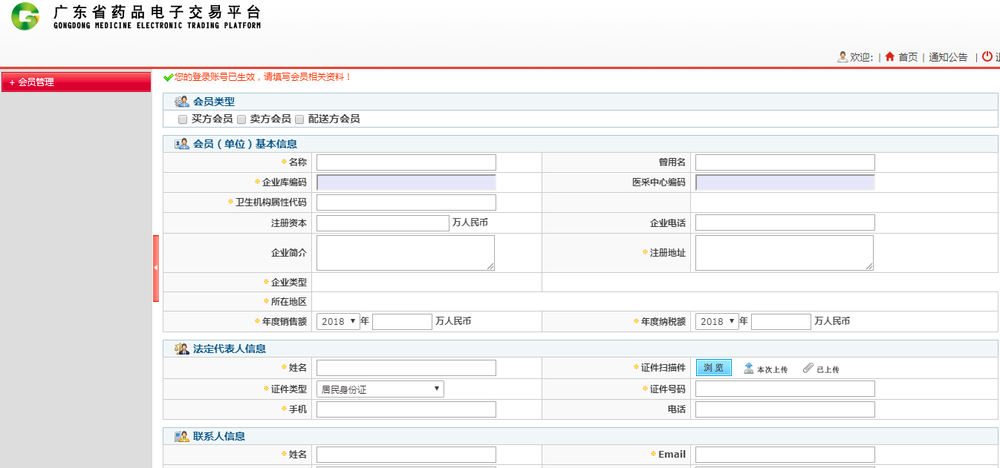 广东省药品电子交易平台
GONGDONG MEDICINE ELECTRONIC TRADING PLATFORM
欢迎: | 首页 | 通知公告 |
+ 会员管理
您的登录账号已生效，请填写会员相关资料！
会员类型
买方会员 卖方会员 配送方会员
会员（单位）基本信息
* 名称 曾用名
* 企业库编码 医采中心编码
* 卫生机构属性代码
注册资本 万人民币 企业电话
企业简介 * 注册地址
* 企业类型
* 所在地区
* 年度销售额 2018 年 万人民币 * 年度纳税额 2018 年 万人民币
法定代表人信息
* 姓名 * 证件扫描件 浏览 本次上传 已上传
* 证件类型 居民身份证 * 证件号码
* 手机 电话
联系人信息
* 姓名 * Email